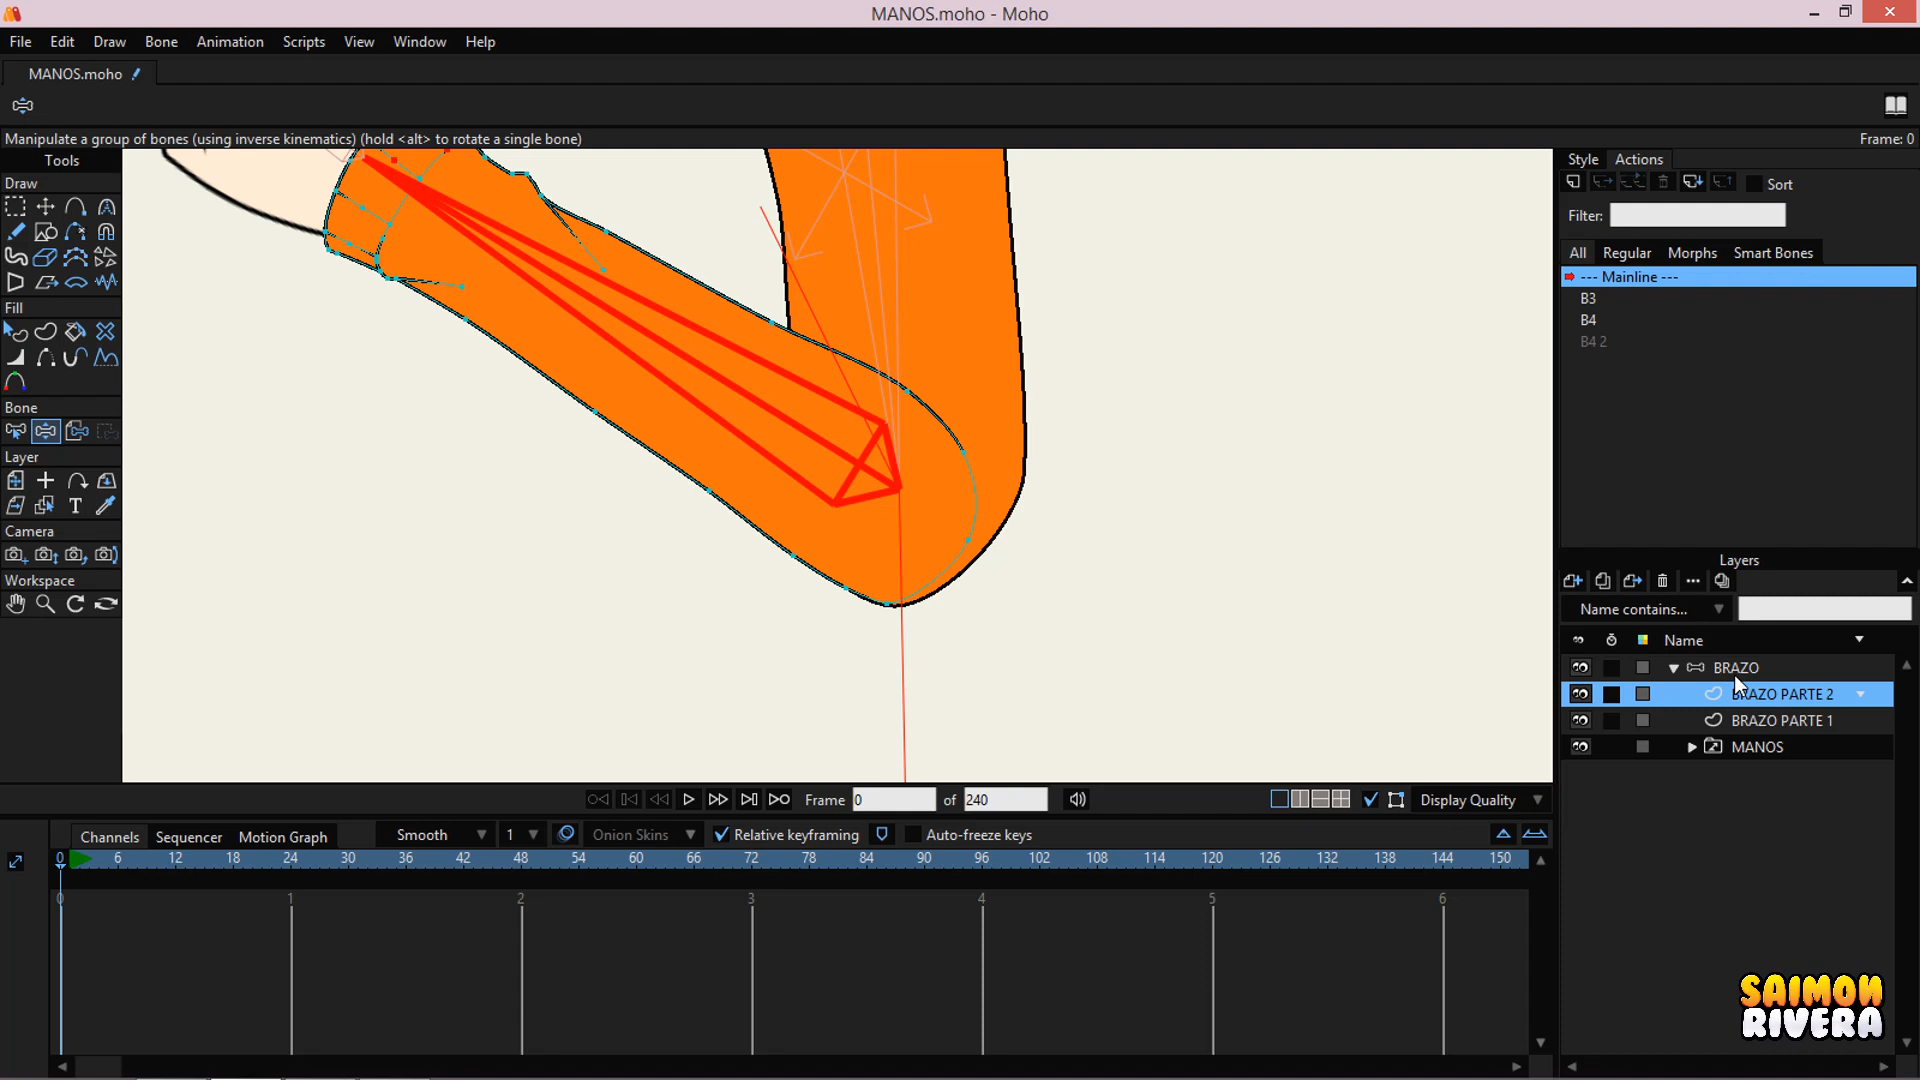 MANOS.moho - Moho
File Edit Draw Bone Animation Scripts View Window Help
MANOS.moho
Manipulate a group of bones (using inverse kinematics) (hold <alt> to rotate a single bone) Frame: 0
Tools
Draw
Fill
Bone
Layer
Camera
Workspace
Style Actions
Sort
Filter:
All Regular Morphs Smart Bones
--- Mainline ---
B3
B4
B4 2
Layers
Name contains...
Name
BRAZO
BRAZO PARTE 2
BRAZO PARTE 1
MANOS
Frame 0 of 240 Display Quality
Channels Sequencer Motion Graph Smooth 1 Onion Skins Relative keyframing Auto-freeze keys
0 6 12 18 24 30 36 42 48 54 60 66 72 78 84 90 96 102 108 114 120 126 132 138 144 150
0 1 2 3 4 5 6
SAIMON
RIVERA